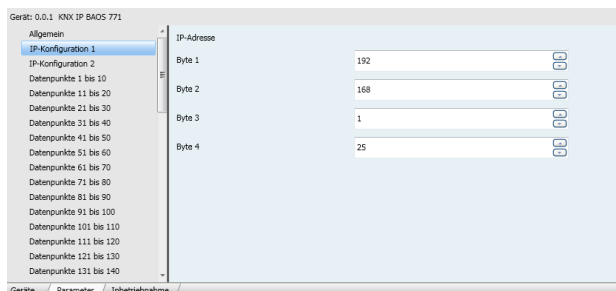 Gerät: 0.0.1 KNX IP BAOS 771
Allgemein
IP-Konfiguration 1
IP-Konfiguration 2
Datenpunkte 1 bis 10
Datenpunkte 11 bis 20
Datenpunkte 21 bis 30
Datenpunkte 31 bis 40
Datenpunkte 41 bis 50
Datenpunkte 51 bis 60
Datenpunkte 61 bis 70
Datenpunkte 71 bis 80
Datenpunkte 81 bis 90
Datenpunkte 91 bis 100
Datenpunkte 101 bis 110
Datenpunkte 111 bis 120
Datenpunkte 121 bis 130
Datenpunkte 131 bis 140
IP-Adresse
Byte 1 192
Byte 2 168
Byte 3 1
Byte 4 25
Geräte Parameter Inbetriebnahme